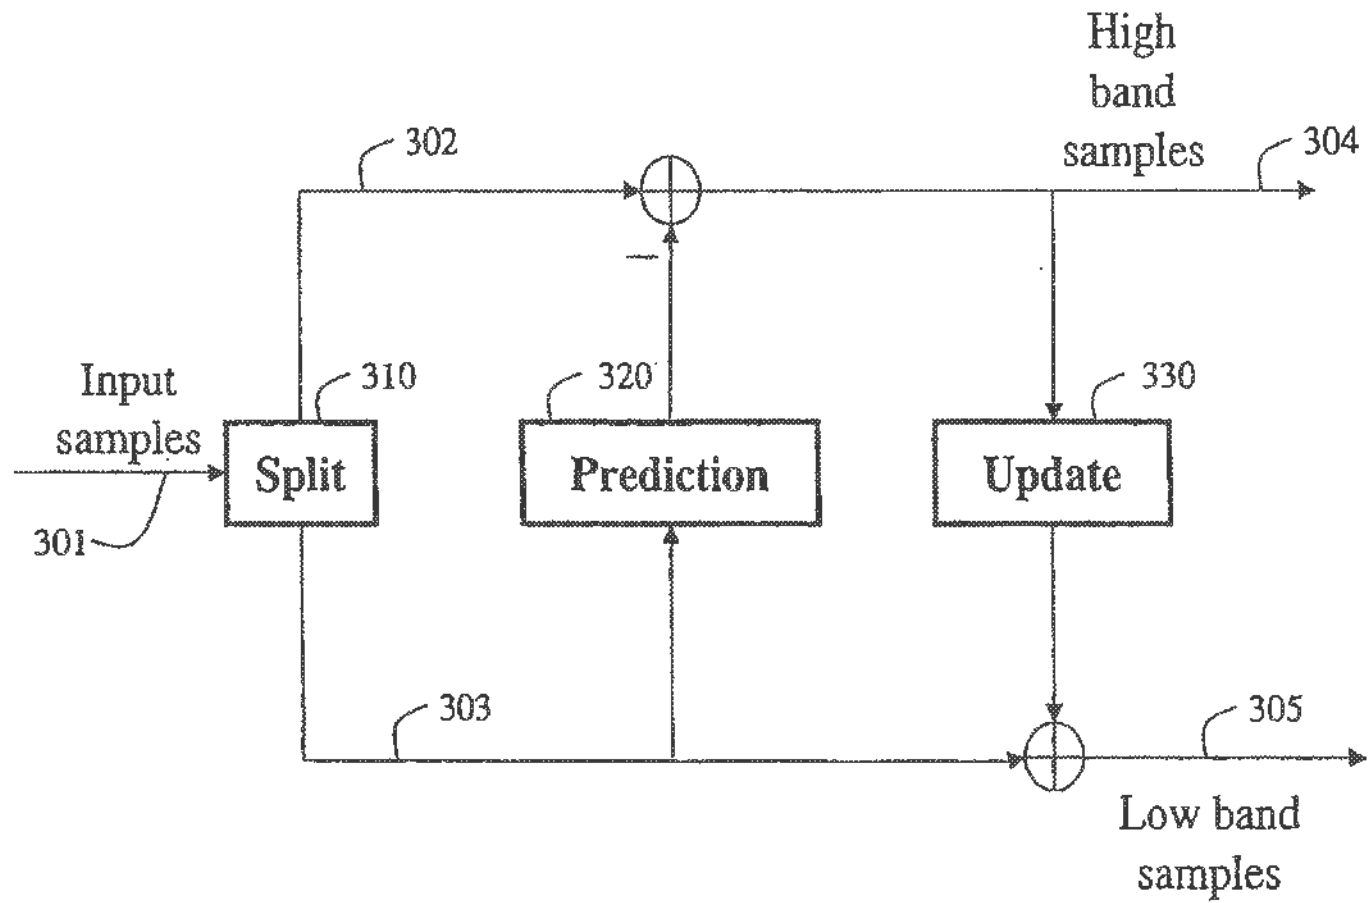 High
band
samples
302
304
Input
samples
310
320
330
Split
Prediction
Update
301
303
305
Low band
samples